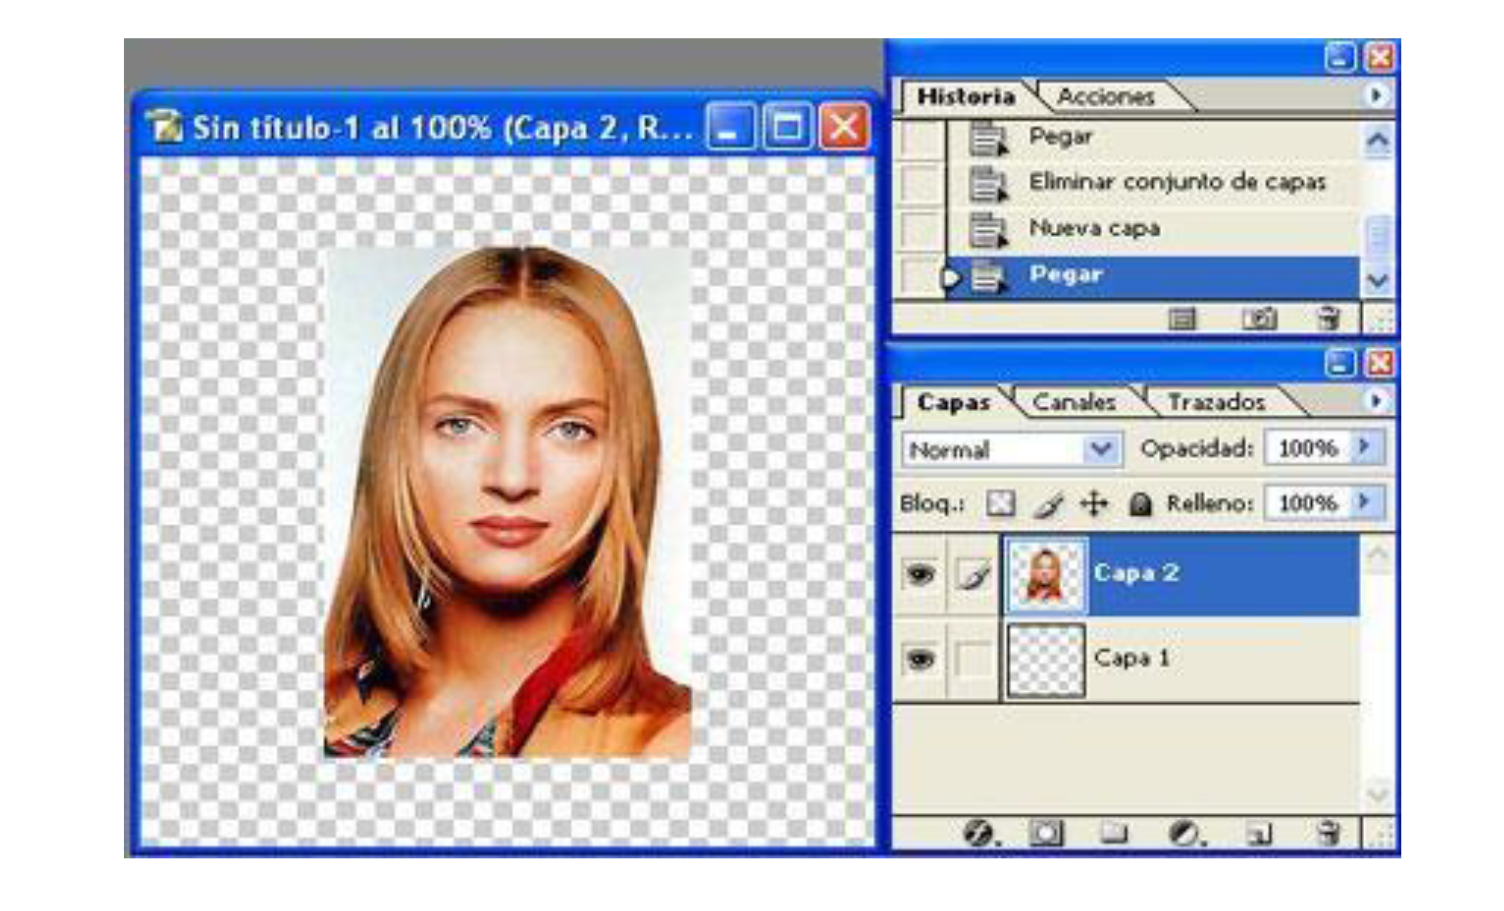 Sin título-1 al 100% (Capa 2, R...
Historia
Acciones
Pegar
Eliminar conjunto de capas
Nueva capa
Pegar
Capas
Canales
Trazados
Normal
Opacidad: 100%
Bloq.:
Relleno: 100%
Capa 2
Capa 1